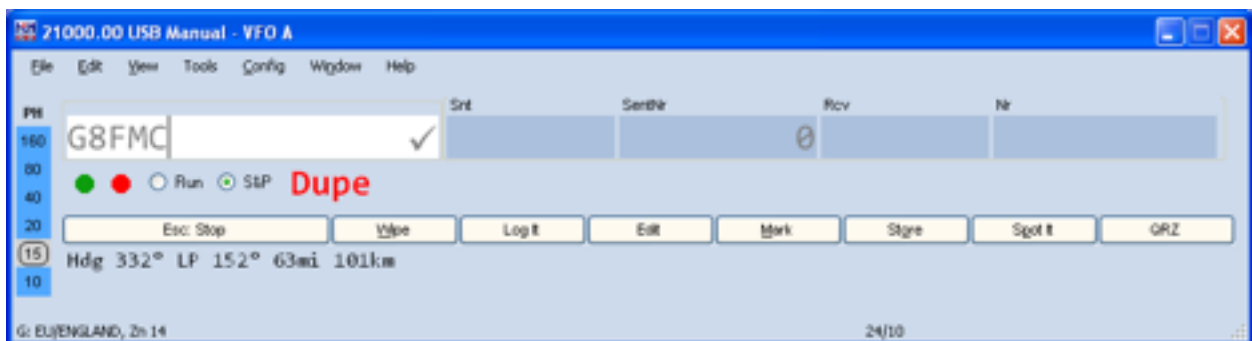 21000.00 USB Manual - VFO A
File Edit View Tools Config Window Help
Snt SentNr Rcv Nr
PH
G8FMC 0
160
80
Run S&P Dupe
40
20
Esc: Stop Wipe Log It Edit Mark Store Spot It QRZ
15
Hdg 332° LP 152° 63mi 101km
10
G: EU/ENGLAND, Zn 14 24/10